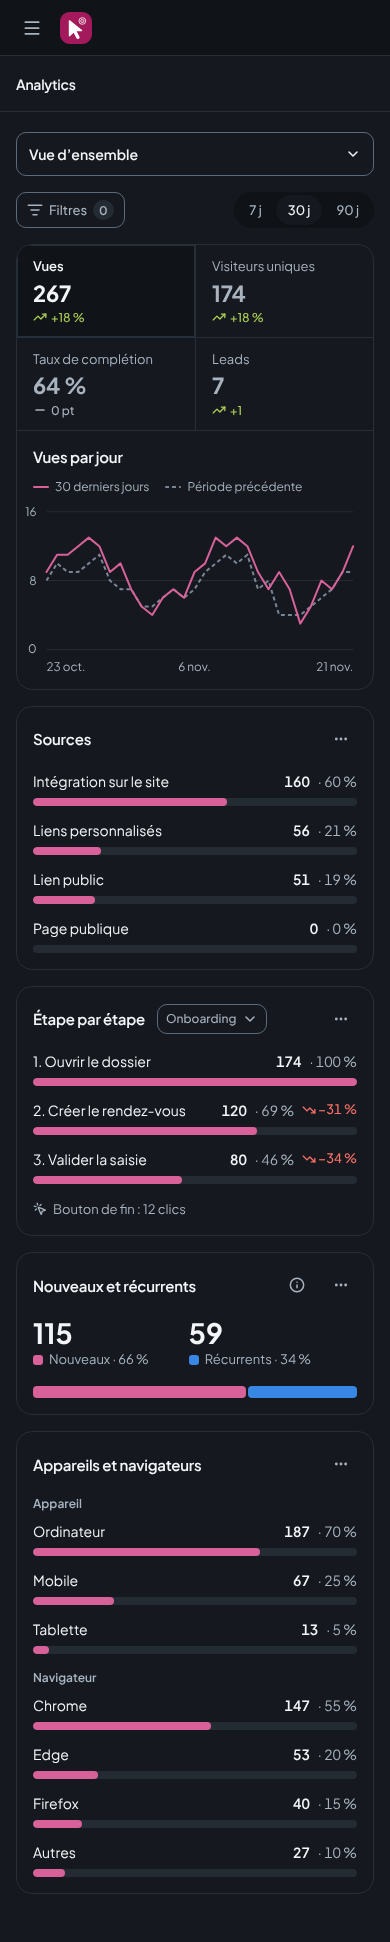 Analytics
Vue d’ensemble
Filtres 0 7 j 30 j 90 j
Vues Visiteurs uniques
267 174
+18 % +18 %
Taux de complétion Leads
64 % 7
0 pt +1
Vues par jour
30 derniers jours Période précédente
16
8
0
23 oct. 6 nov. 21 nov.
Sources
Intégration sur le site 160 · 60 %
Liens personnalisés 56 · 21 %
Lien public 51 · 19 %
Page publique 0 · 0 %
Étape par étape Onboarding
1. Ouvrir le dossier 174 · 100 %
2. Créer le rendez-vous 120 · 69 % −31 %
3. Valider la saisie 80 · 46 % −34 %
Bouton de fin : 12 clics
Nouveaux et récurrents
115 59
Nouveaux · 66 % Récurrents · 34 %
Appareils et navigateurs
Appareil
Ordinateur 187 · 70 %
Mobile 67 · 25 %
Tablette 13 · 5 %
Navigateur
Chrome 147 · 55 %
Edge 53 · 20 %
Firefox 40 · 15 %
Autres 27 · 10 %